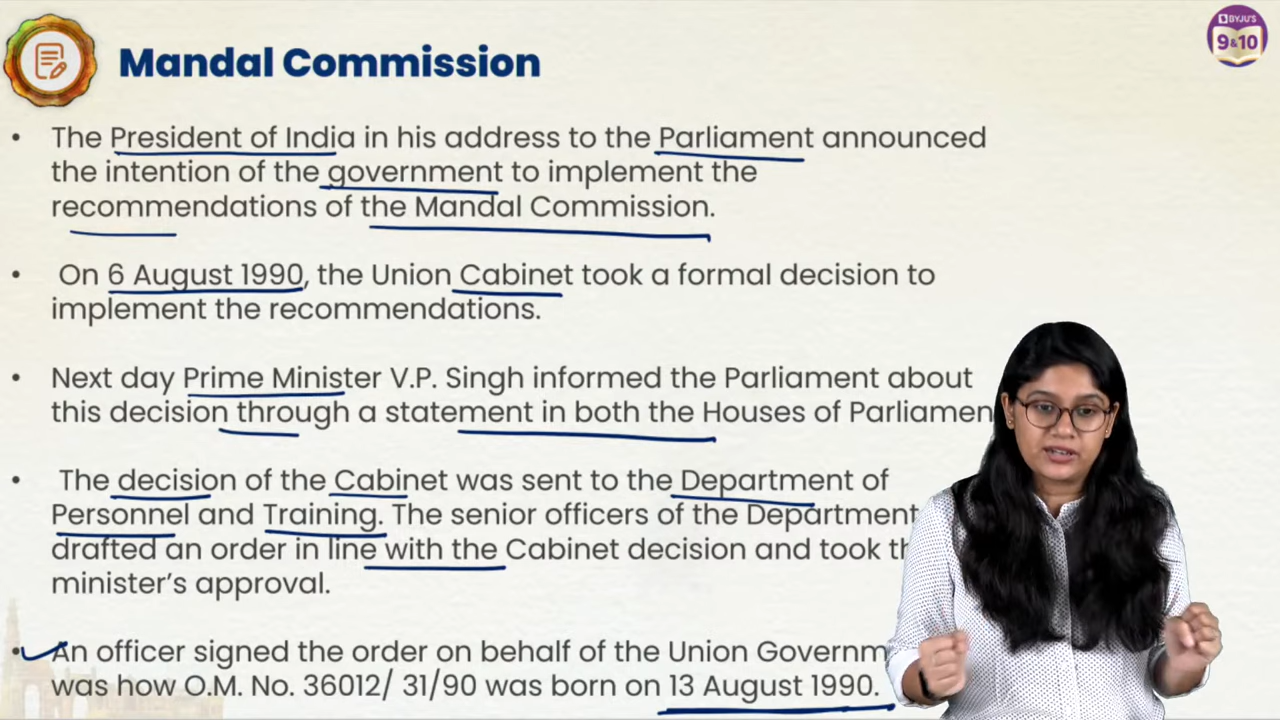 BYJU'S
9&10
Mandal Commission
• The President of India in his address to the Parliament announced
the intention of the government to implement the
recommendations of the Mandal Commission.
• On 6 August 1990, the Union Cabinet took a formal decision to
implement the recommendations.
• Next day Prime Minister V.P. Singh informed the Parliament about
this decision through a statement in both the Houses of Parliamen
• The decision of the Cabinet was sent to the Department of
Personnel and Training. The senior officers of the Department
drafted an order in line with the Cabinet decision and took th
minister’s approval.
• An officer signed the order on behalf of the Union Governm
was how O.M. No. 36012/ 31/90 was born on 13 August 1990.